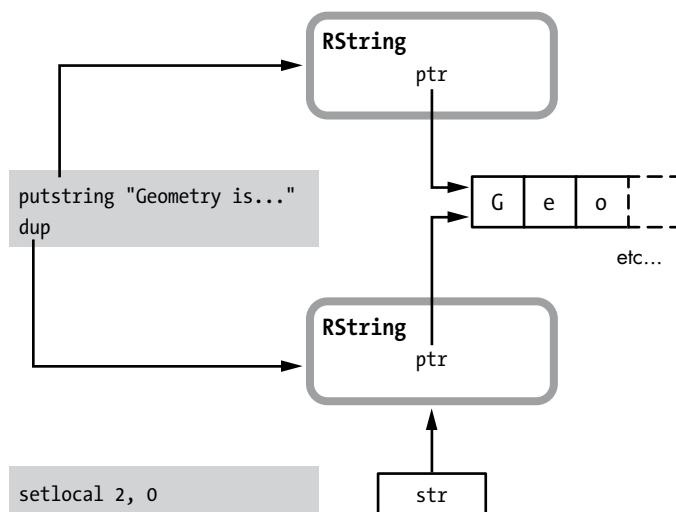 RString
ptr
putstring "Geometry is..."
dup
G e o
etc...
RString
ptr
setlocal 2, 0
str